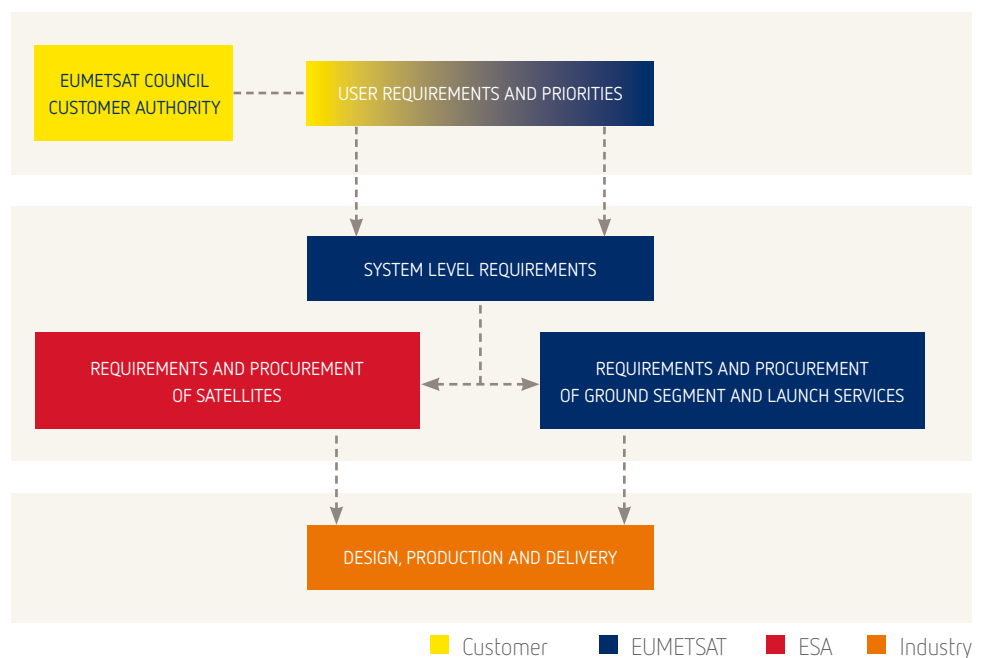 EUMETSAT COUNCIL
CUSTOMER AUTHORITY
USER REQUIREMENTS AND PRIORITIES
SYSTEM LEVEL REQUIREMENTS
REQUIREMENTS AND PROCUREMENT
OF SATELLITES
REQUIREMENTS AND PROCUREMENT
OF GROUND SEGMENT AND LAUNCH SERVICES
DESIGN, PRODUCTION AND DELIVERY
Customer
EUMETSAT
ESA
Industry